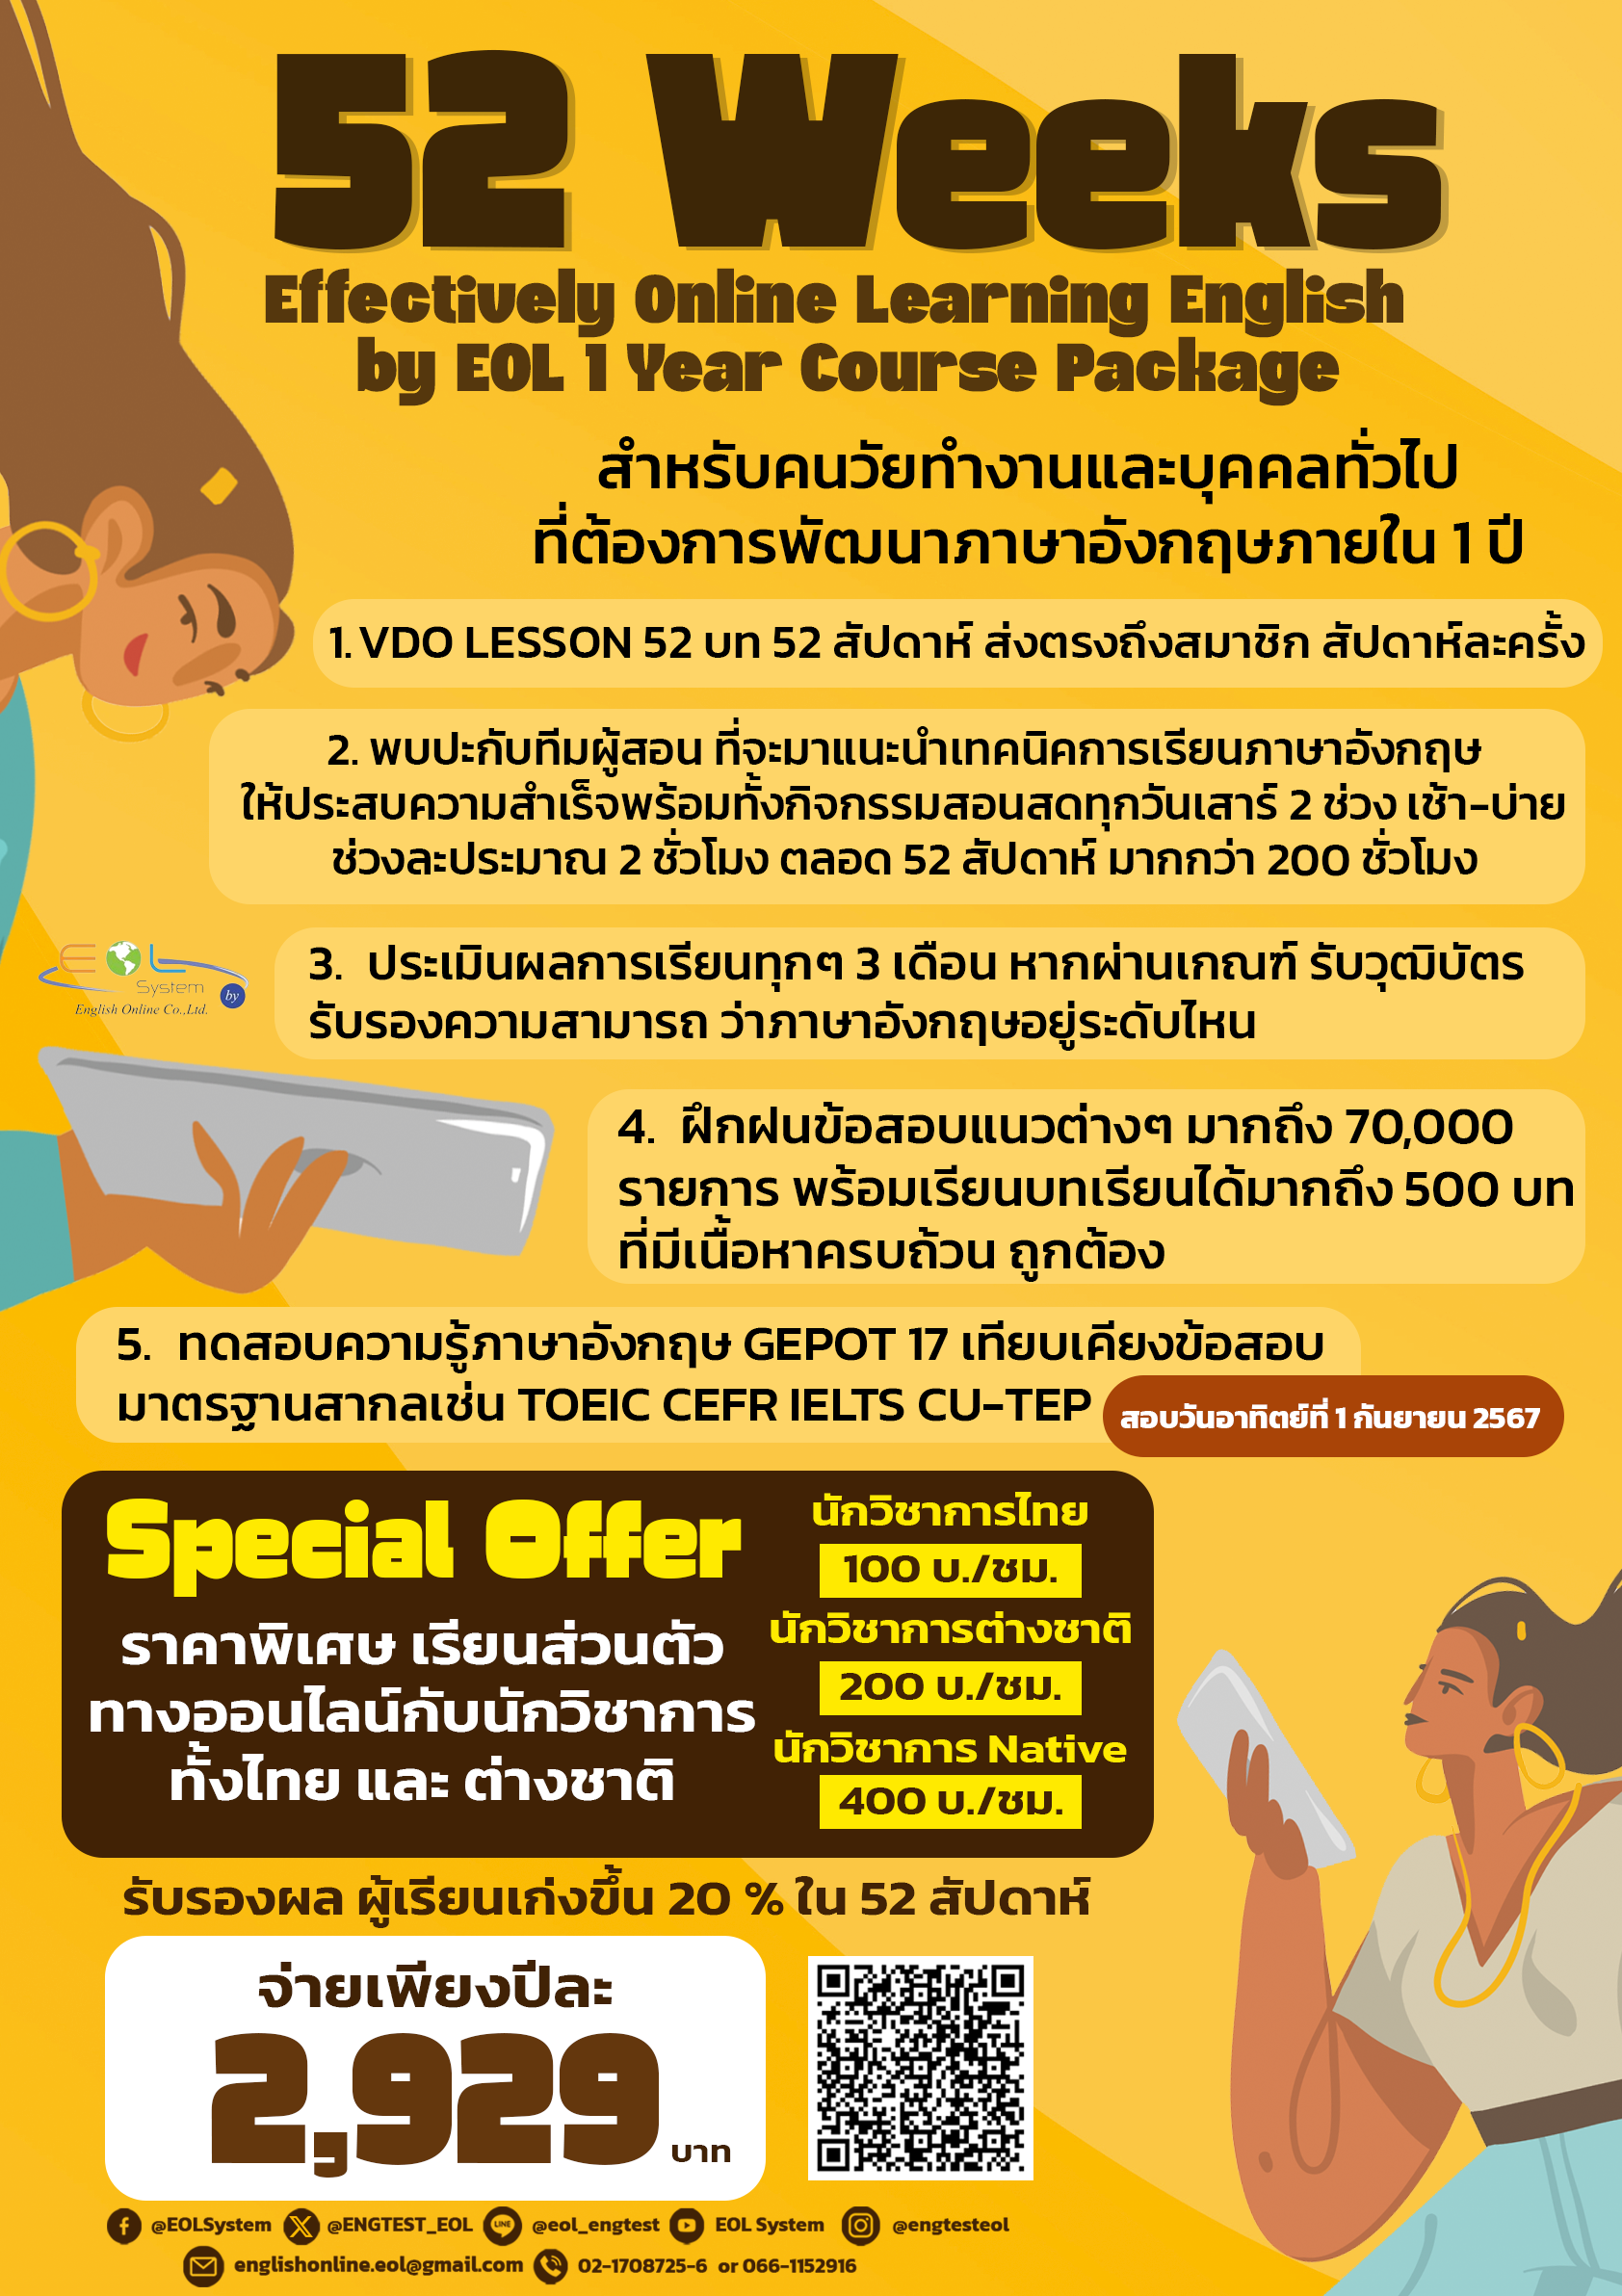 52 Weeks
Effectively Online Learning English
by EOL 1 Year Course Package
สำหรับคนวัยทำงานและบุคคลทั่วไป
ที่ต้องการพัฒนาภาษาอังกฤษภายใน 1 ปี
1. VDO LESSON 52 บท 52 สัปดาห์ ส่งตรงถึงสมาชิก สัปดาห์ละครั้ง
2. พบปะกับทีมผู้สอน ที่จะมาแนะนำเทคนิคการเรียนภาษาอังกฤษ
ให้ประสบความสำเร็จพร้อมทั้งกิจกรรมสอนสดทุกวันเสาร์ 2 ช่วง เช้า-บ่าย
ช่วงละประมาณ 2 ชั่วโมง ตลอด 52 สัปดาห์ มากกว่า 200 ชั่วโมง
EOL
System
by
English Online Co.,Ltd.
3. ประเมินผลการเรียนทุกๆ 3 เดือน หากผ่านเกณฑ์ รับวุฒิบัตร
รับรองความสามารถ ว่าภาษาอังกฤษอยู่ระดับไหน
4. ฝึกฝนข้อสอบแนวต่างๆ มากถึง 70,000
รายการ พร้อมเรียนบทเรียนได้มากถึง 500 บท
ที่มีเนื้อหาครบถ้วน ถูกต้อง
5. ทดสอบความรู้ภาษาอังกฤษ GEPOT 17 เทียบเคียงข้อสอบ
มาตรฐานสากลเช่น TOEIC CEFR IELTS CU-TEP
สอบวันอาทิตย์ที่ 1 กันยายน 2567
Special Offer
ราคาพิเศษ เรียนส่วนตัว
ทางออนไลน์กับนักวิชาการ
ทั้งไทย และ ต่างชาติ
นักวิชาการไทย
100 บ./ชม.
นักวิชาการต่างชาติ
200 บ./ชม.
นักวิชาการ Native
400 บ./ชม.
รับรองผล ผู้เรียนเก่งขึ้น 20 % ใน 52 สัปดาห์
จ่ายเพียงปีละ
2,929 บาท
@EOLSystem @ENGTEST_EOL LINE @eol_engtest EOL System @engtesteol
englishonline.eol@gmail.com 02-1708725-6 or 066-1152916